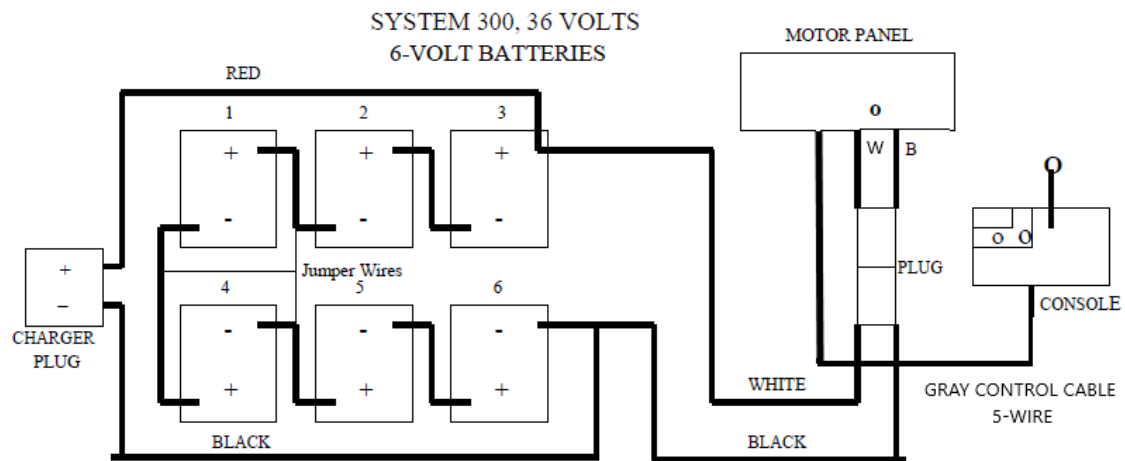 SYSTEM 300, 36 VOLTS
6-VOLT BATTERIES
MOTOR PANEL
RED
1 2 3
O
+ + +
W B
O
- - -
O O
+
PLUG
Jumper Wires
4 5 6
–
CONSOLE
- - -
CHARGER
PLUG
+ + +
WHITE
GRAY CONTROL CABLE
5-WIRE
BLACK
BLACK